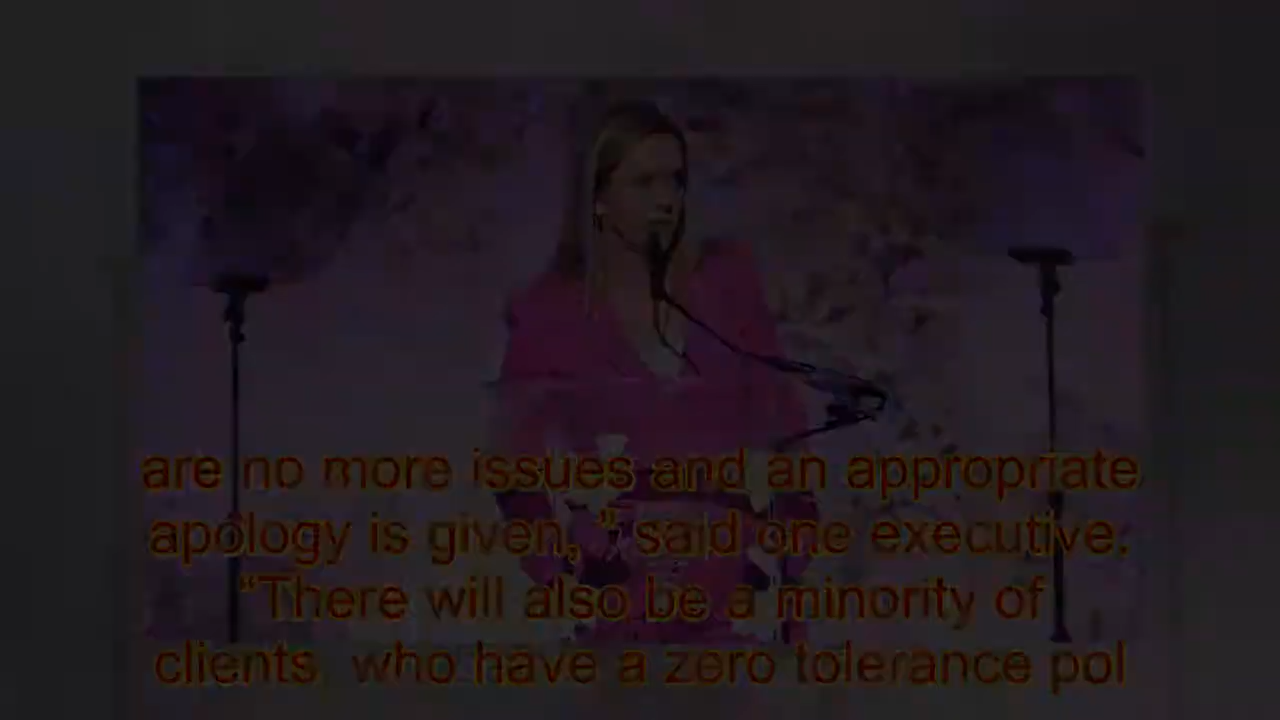 are no more issues and an appropriate
apology is given,” said one executive.
“There will also be a minority of
clients, who have a zero tolerance pol